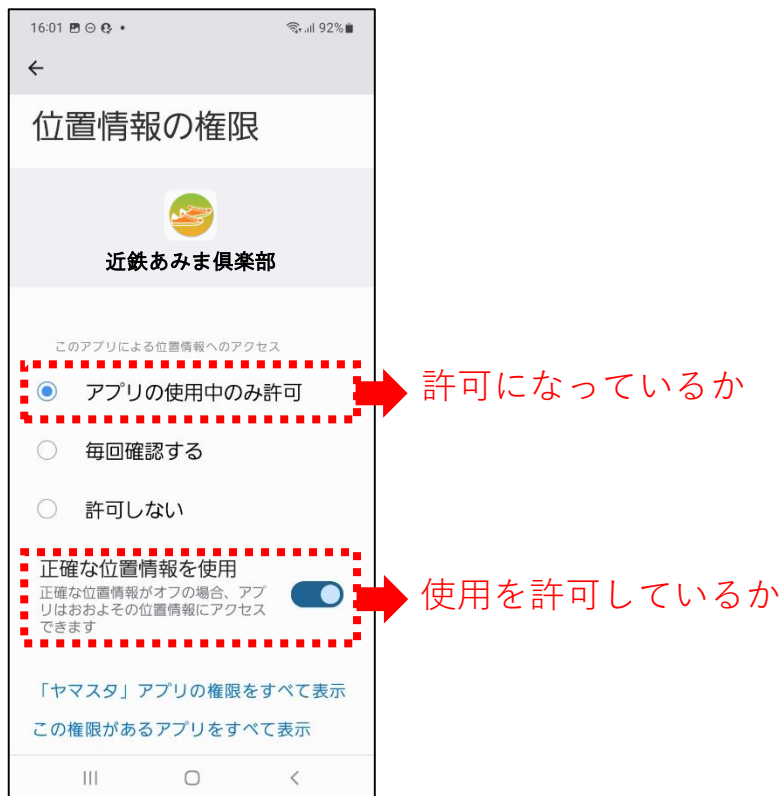 16:01 92%
位置情報の権限
近鉄あみま倶楽部
このアプリによる位置情報へのアクセス
アプリの使用中のみ許可
許可になっているか
毎回確認する
許可しない
正確な位置情報を使用
正確な位置情報がオフの場合、アプ
リはおおよその位置情報にアクセス
できます
使用を許可しているか
「ヤマスタ」アプリの権限をすべて表示
この権限があるアプリをすべて表示